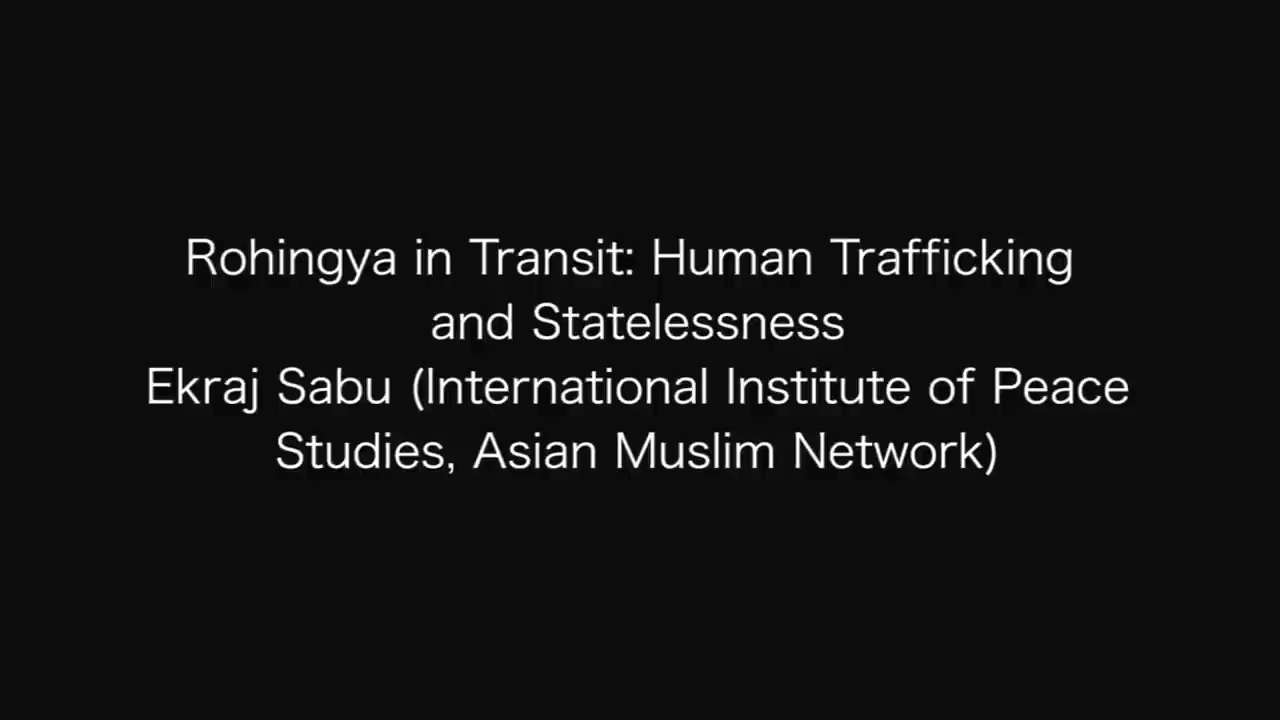 Rohingya in Transit: Human Trafficking
and Statelessness
Ekraj Sabu (International Institute of Peace
Studies, Asian Muslim Network)